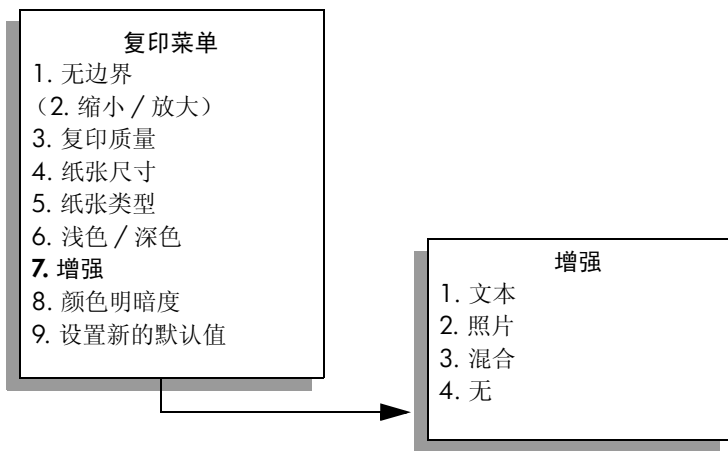 复印菜单
1. 无边界
（2. 缩小 / 放大）
3. 复印质量
4. 纸张尺寸
5. 纸张类型
6. 浅色 / 深色
7. 增强
8. 颜色明暗度
9. 设置新的默认值
增强
1. 文本
2. 照片
3. 混合
4. 无